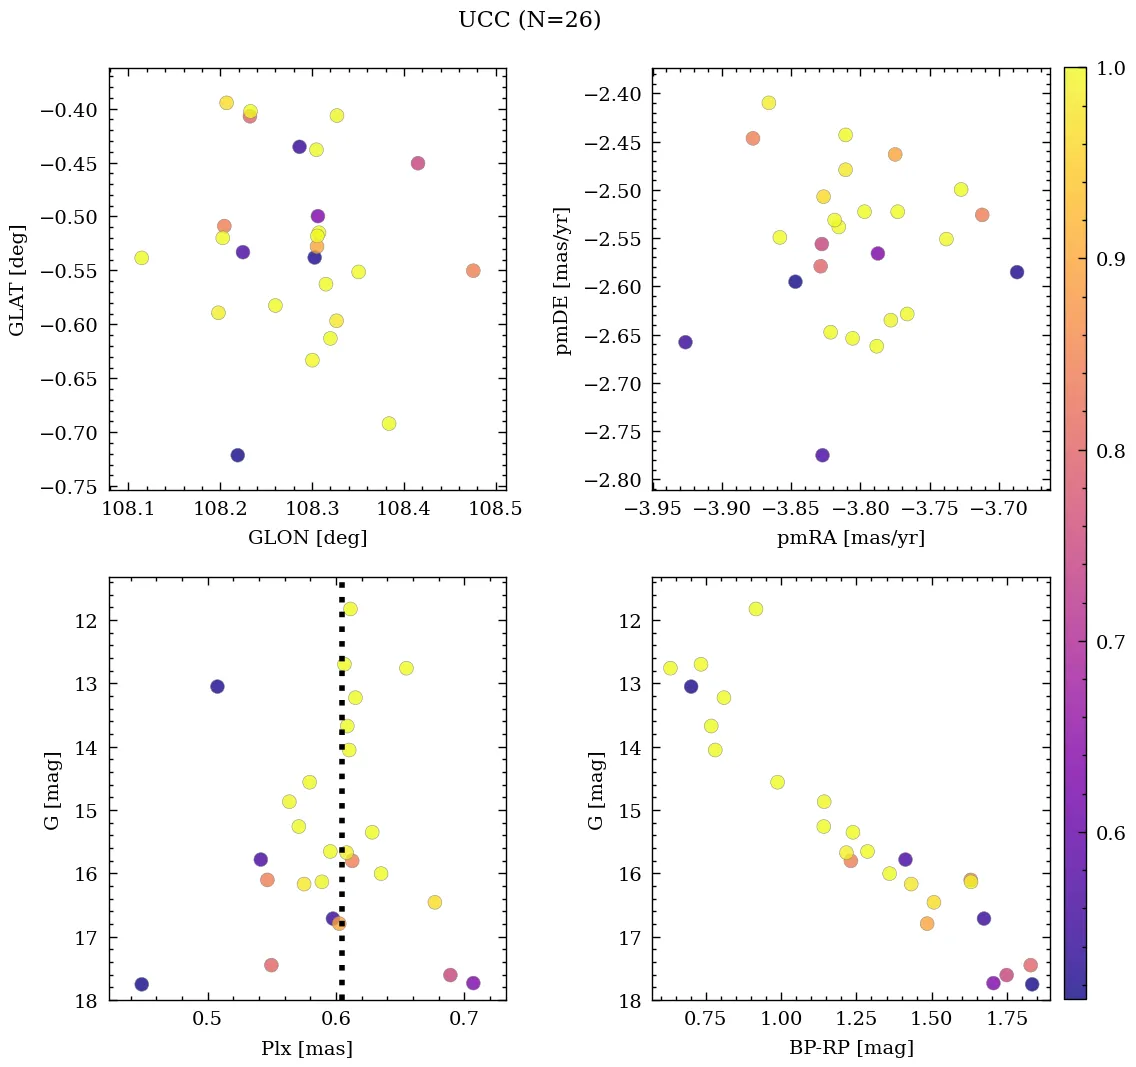 UCC (N=26)
−0.40
−0.45
−0.50
−0.55
−0.60
−0.65
−0.70
−0.75
GLAT [deg]
108.1 108.2 108.3 108.4 108.5
GLON [deg]
−2.40
−2.45
−2.50
−2.55
−2.60
−2.65
−2.70
−2.75
−2.80
pmDE [mas/yr]
−3.95 −3.90 −3.85 −3.80 −3.75 −3.70
pmRA [mas/yr]
12
13
14
15
16
17
18
G [mag]
0.5 0.6 0.7
Plx [mas]
12
13
14
15
16
17
18
G [mag]
0.75 1.00 1.25 1.50 1.75
BP-RP [mag]
1.0
0.9
0.8
0.7
0.6